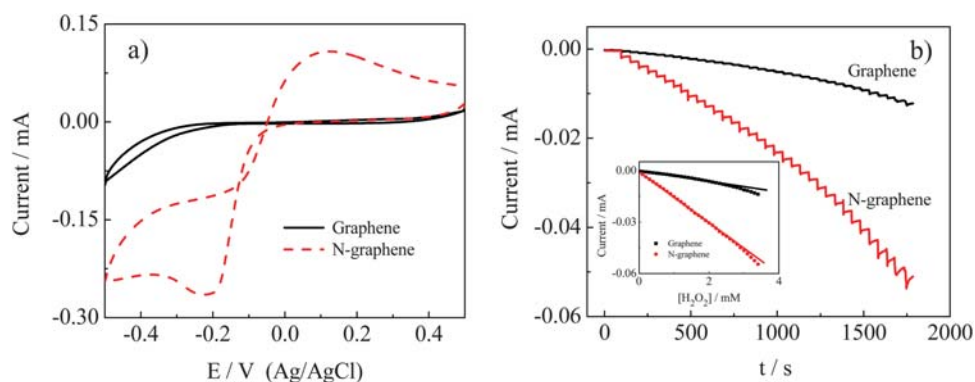 a)
0.15
0.00
-0.15
-0.30
Current / mA
Graphene
N-graphene
-0.4
-0.2
0.0
0.2
0.4
E / V (Ag/AgCl)
b)
0.00
-0.02
-0.04
-0.06
Current / mA
Graphene
N-graphene
0.00
-0.03
-0.06
Current / mA
Graphene
N-graphene
0
2
4
[H₂O₂] / mM
0
500
1000
1500
2000
t / s